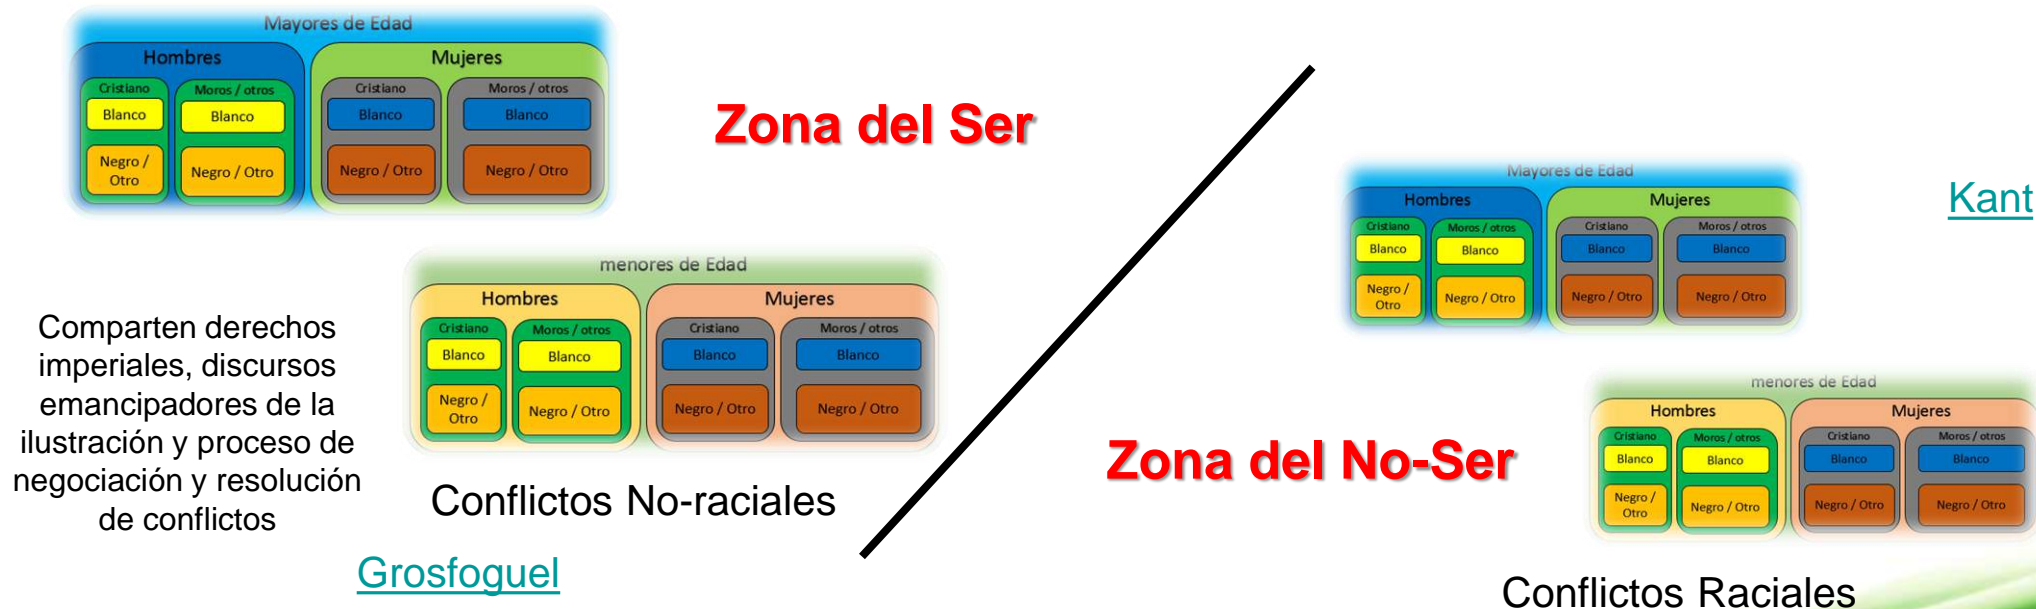 Mayores de Edad
Hombres
Mujeres
Cristiano
Moros / otros
Cristiano
Moros / otros
Blanco
Blanco
Blanco
Blanco
Negro /
Otro
Negro / Otro
Negro / Otro
Negro / Otro
Zona del Ser
menores de Edad
Hombres
Mujeres
Cristiano
Moros / otros
Cristiano
Moros / otros
Blanco
Blanco
Blanco
Blanco
Negro /
Otro
Negro / Otro
Negro / Otro
Negro / Otro
Comparten derechos
imperiales, discursos
emancipadores de la
ilustración y proceso de
negociación y resolución
de conflictos
Conflictos No-raciales
Grosfoguel
Mayores de Edad
Hombres
Mujeres
Cristiano
Moros / otros
Cristiano
Moros / otros
Blanco
Blanco
Blanco
Blanco
Negro /
Otro
Negro / Otro
Negro / Otro
Negro / Otro
Kant
Zona del No-Ser
menores de Edad
Hombres
Mujeres
Cristiano
Moros / otros
Cristiano
Moros / otros
Blanco
Blanco
Blanco
Blanco
Negro /
Otro
Negro / Otro
Negro / Otro
Negro / Otro
Conflictos Raciales